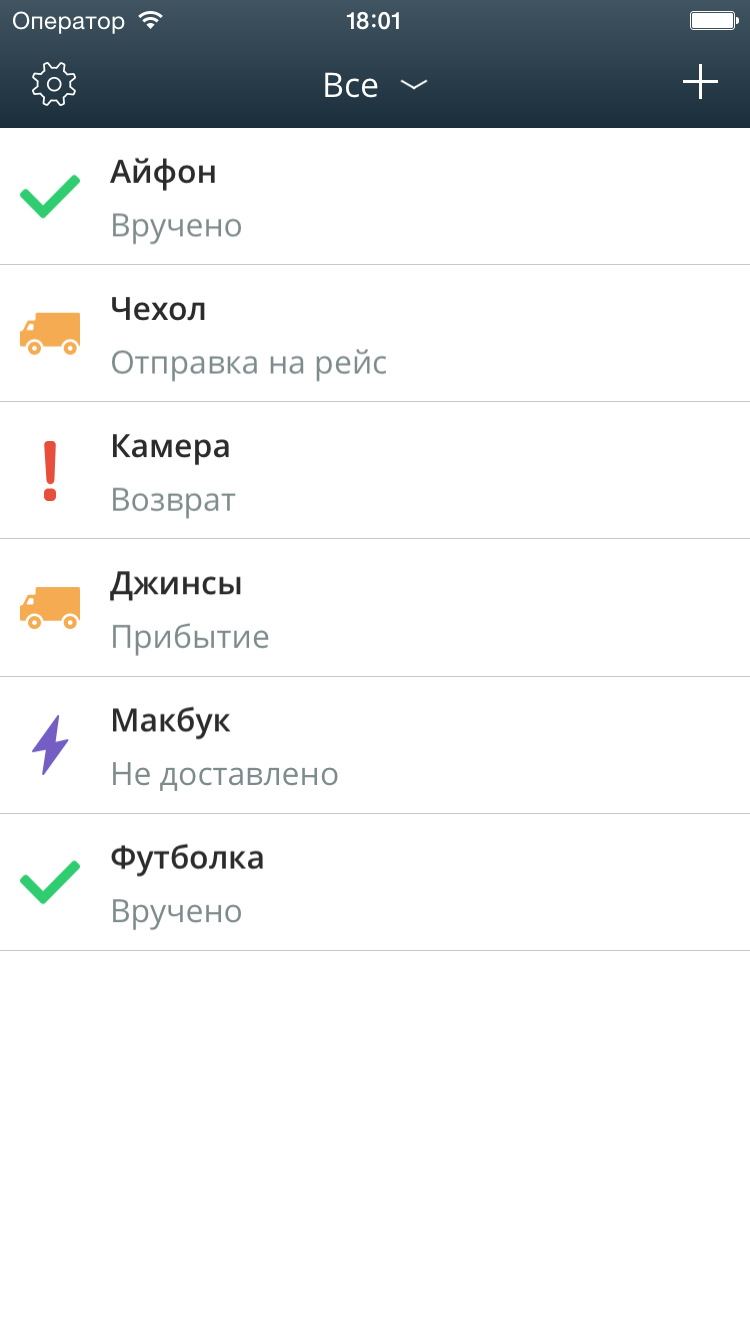 Оператор 18:01
Все
Айфон
Вручено
Чехол
Отправка на рейс
Камера
Возврат
Джинсы
Прибытие
Макбук
Не доставлено
Футболка
Вручено